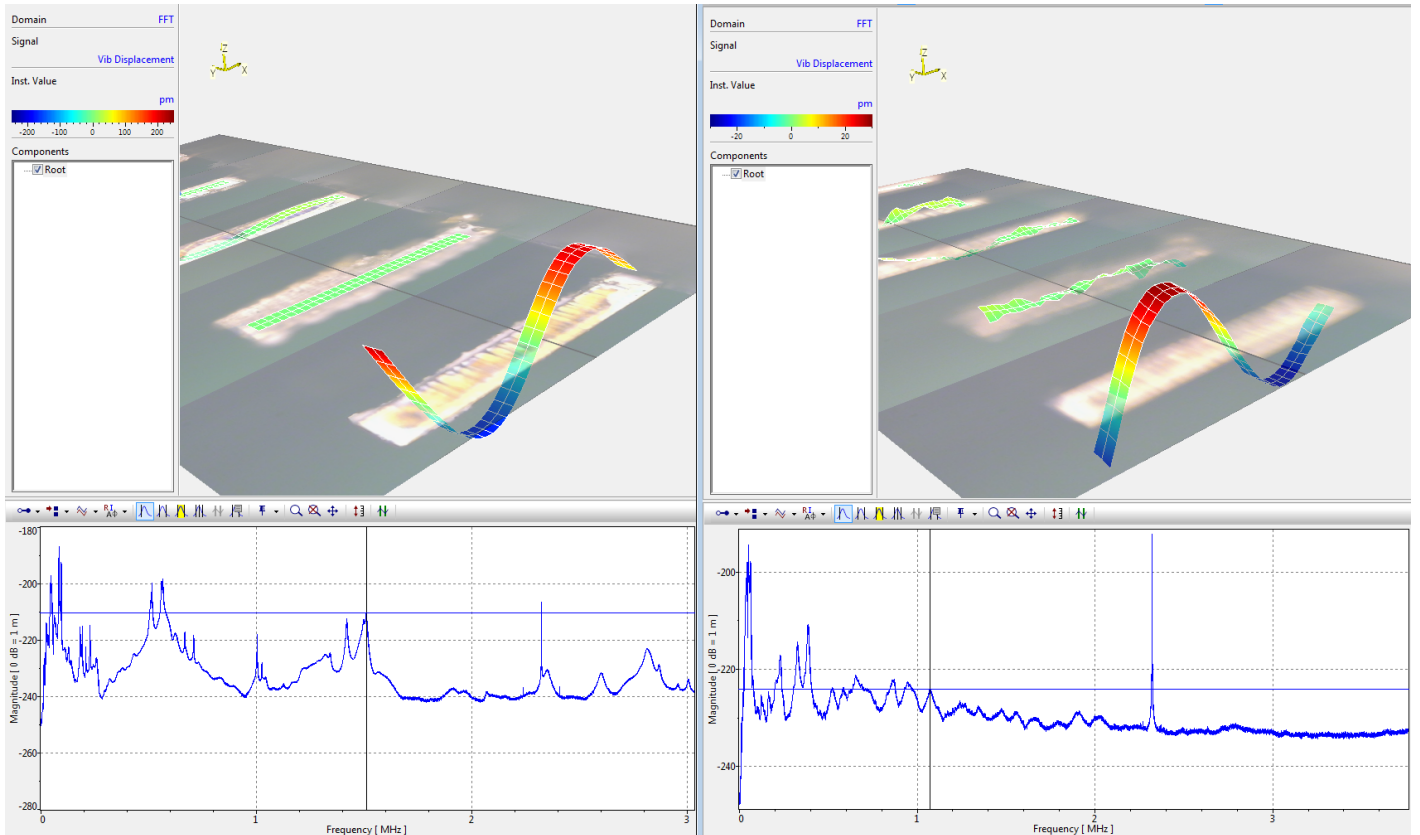 Domain FFT
Signal
Vib Displacement
Inst. Value
pm
-200 -100 0 100 200
Components
Root
Z
Y X
R I
A Φ
-180
-200
-220
-240
-260
-280
Magnitude [ 0 dB = 1 m ]
0 1 2 3
Frequency [ MHz ]
Domain FFT
Signal
Vib Displacement
Inst. Value
pm
-20 0 20
Components
Root
Z
Y X
R I
A Φ
-200
-220
-240
Magnitude [ 0 dB = 1 m ]
0 1 2 3
Frequency [ MHz ]